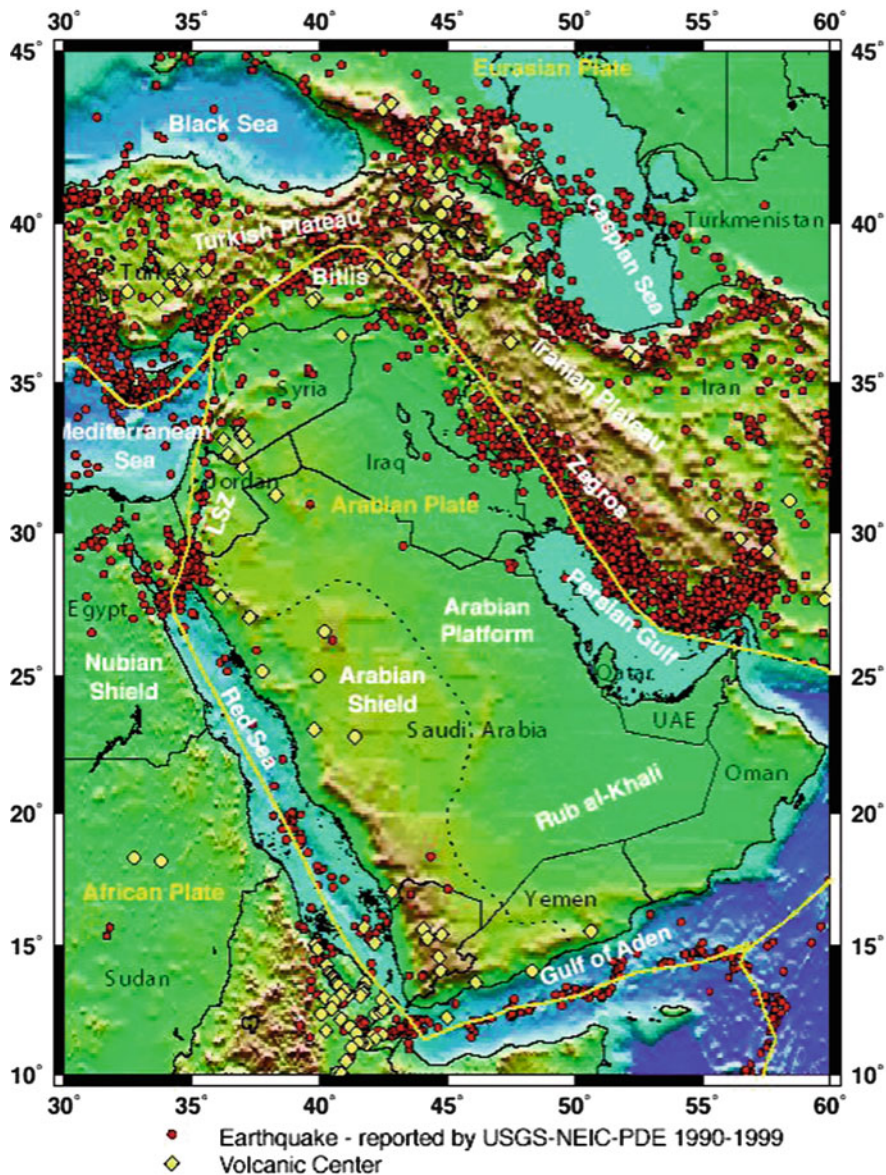 30° 35° 40° 45° 50° 55° 60°
45° 45°
Eurasian Plate
Black Sea
Caspian Sea
40° 40°
Turkmenistan
Turkish Plateau
Turkey
Bitlis
35° 35°
Iranian Plateau
Iran
Syria
Mediterranean
Sea
Iraq
Zagros
Jordan
LSZ
Arabian Plate
30° 30°
Egypt
Persian Gulf
Arabian
Platform
Nubian
Shield
25° 25°
Qatar
Arabian
Shield
Red Sea
UAE
Saudi Arabia
Oman
Rub al-Khali
20° 20°
African Plate
Yemen
15° 15°
Gulf of Aden
Sudan
10° 10°
30° 35° 40° 45° 50° 55° 60°
Earthquake - reported by USGS-NEIC-PDE 1990-1999
Volcanic Center